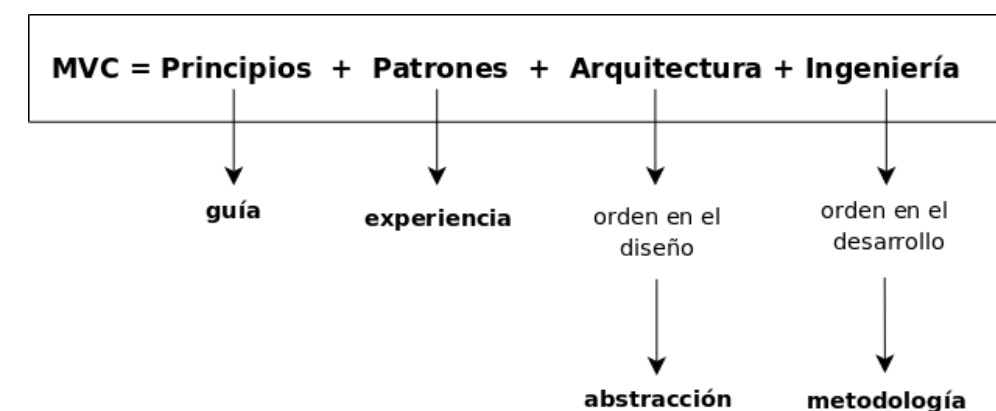 MVC = Principios + Patrones + Arquitectura + Ingeniería
guía
experiencia
orden en el
diseño
orden en el
desarrollo
abstracción
metodología